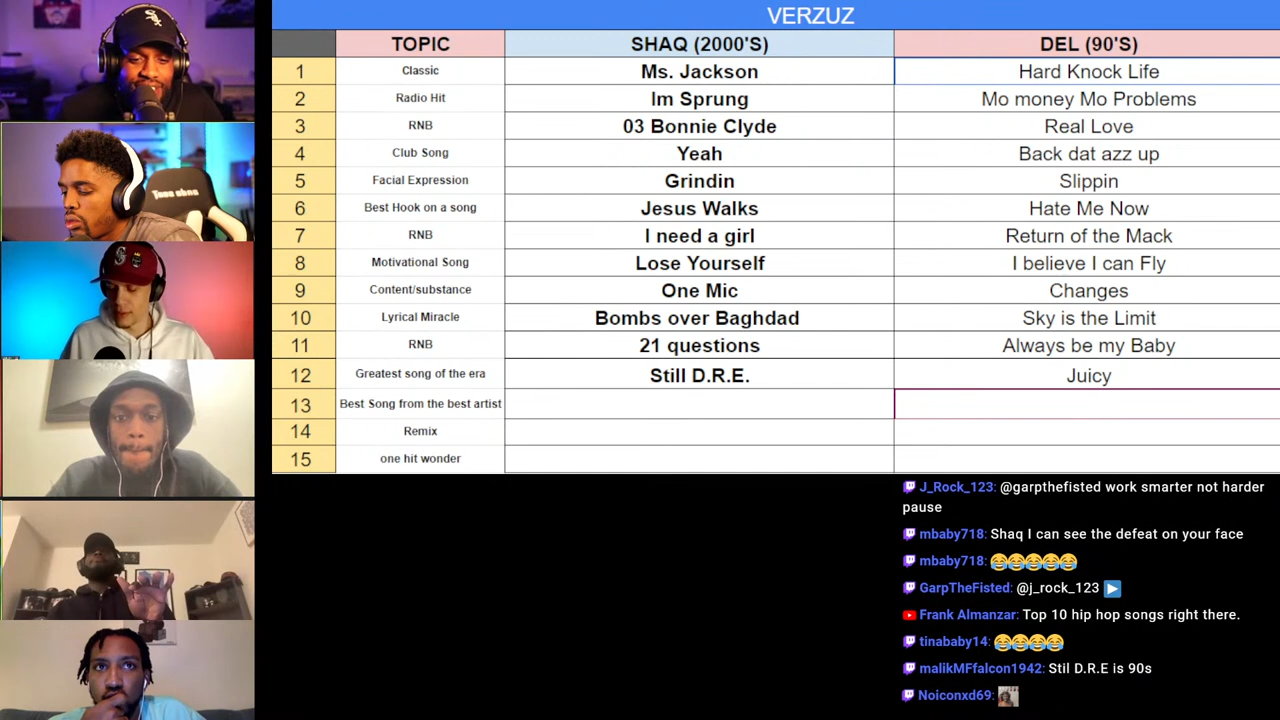 VERZUZ
TOPIC SHAQ (2000'S) DEL (90'S)
1 Classic Ms. Jackson Hard Knock Life
2 Radio Hit Im Sprung Mo money Mo Problems
3 RNB 03 Bonnie Clyde Real Love
4 Club Song Yeah Back dat azz up
5 Facial Expression Grindin Slippin
6 Best Hook on a song Jesus Walks Hate Me Now
7 RNB I need a girl Return of the Mack
8 Motivational Song Lose Yourself I believe I can Fly
9 Content/substance One Mic Changes
10 Lyrical Miracle Bombs over Baghdad Sky is the Limit
11 RNB 21 questions Always be my Baby
12 Greatest song of the era Still D.R.E. Juicy
13 Best Song from the best artist
14 Remix
15 one hit wonder
J_Rock_123: @garpthefisted work smarter not harder
pause
mbaby718: Shaq I can see the defeat on your face
mbaby718: 😂😂😂😂😂
GarpTheFisted: @j_rock_123 ▶️
Frank Almanzar: Top 10 hip hop songs right there.
tinababy14: 😂😂😂😂
malikMFfalcon1942: Stil D.R.E is 90s
Noiconxd69: